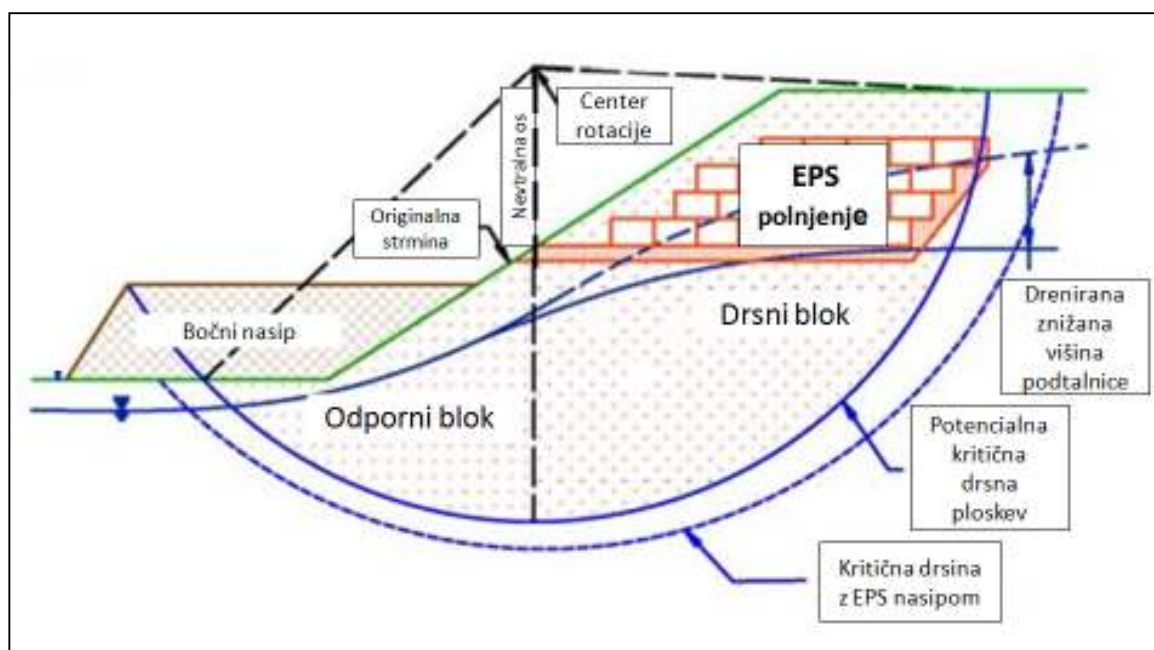 Center
rotacije
Nevtralna os
Originalna
strmina
EPS
polnjenje
Bočni nasip
Drsni blok
Odporni blok
Drenirana
znižana
višina
podtalnice
Potencialna
kritična
drsna
ploskev
Kritična drsina
z EPS nasipom